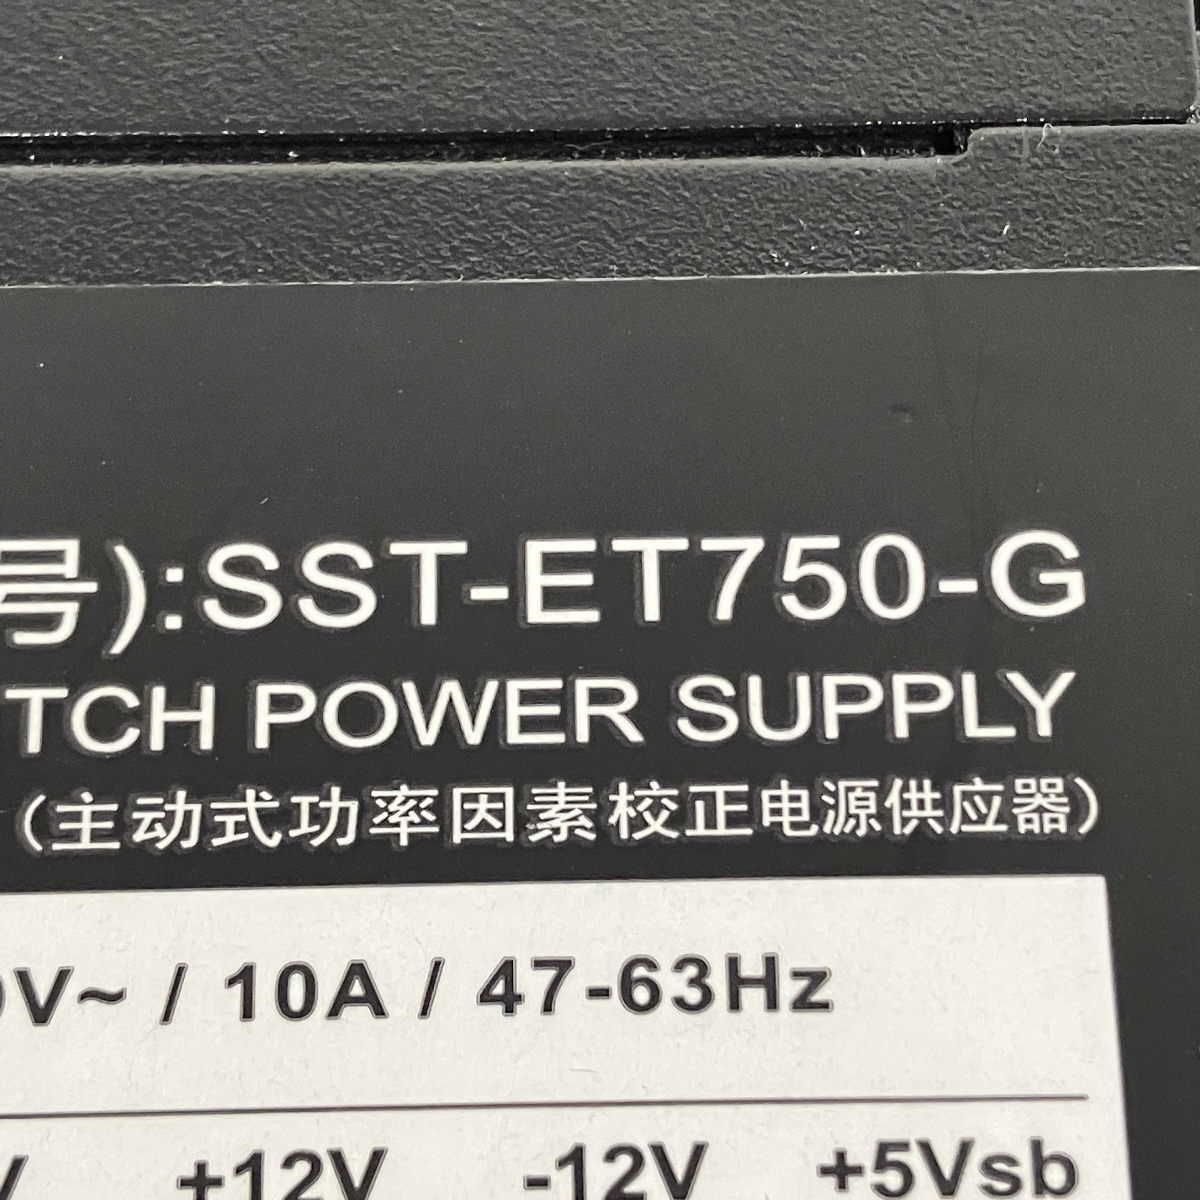 号):SST-ET750-G
TCH POWER SUPPLY
(主动式功率因素校正电源供应器)
V~ / 10A / 47-63Hz
V +12V -12V +5Vsb